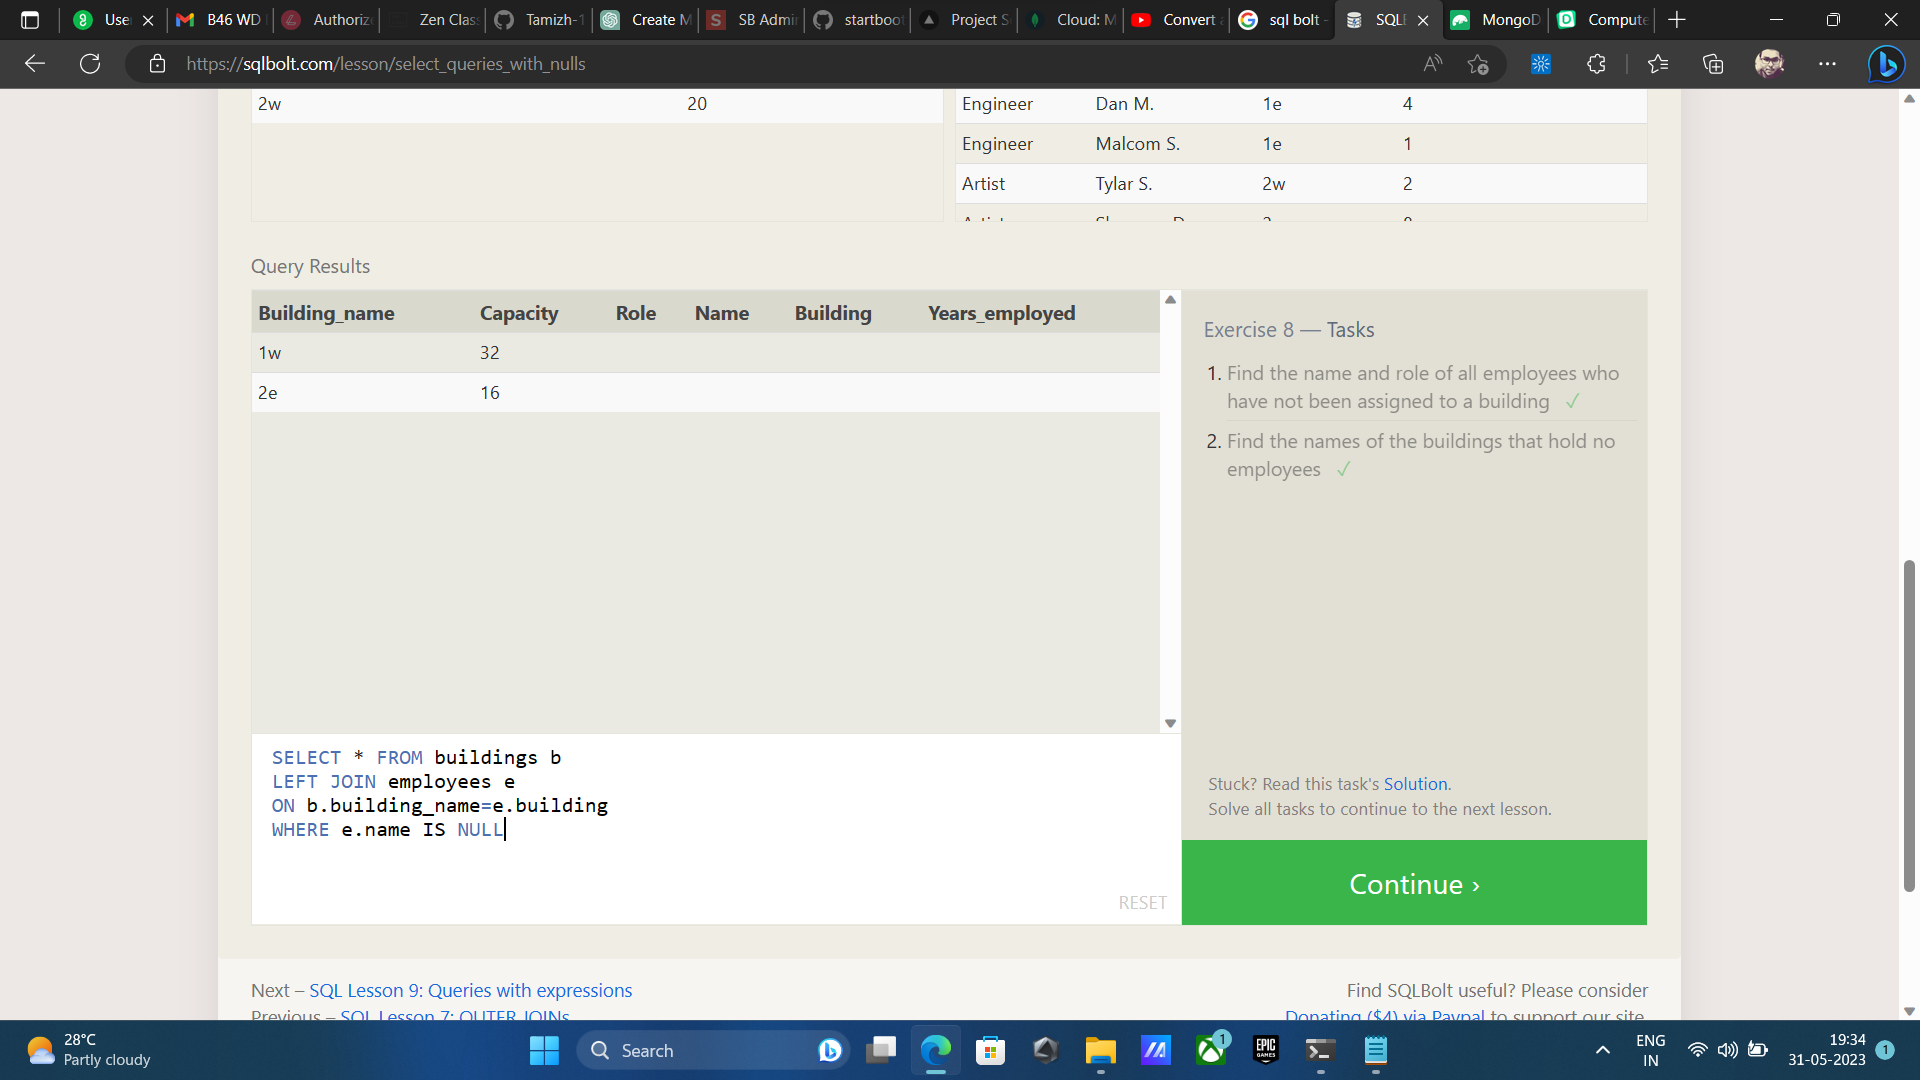 Use
B46 WD
Authoriz
Zen Clas
Tamizh-1
Create M
SB Admi
startboot
Project S
Cloud: M
Convert a
sql bolt -
SQL
MongoD
Compute
https://sqlbolt.com/lesson/select_queries_with_nulls
2w 20
Engineer Dan M. 1e 4
Engineer Malcom S. 1e 1
Artist Tylar S. 2w 2
Query Results
Building_name Capacity Role Name Building Years_employed
1w 32
2e 16
Exercise 8 — Tasks
1. Find the name and role of all employees who
have not been assigned to a building ✓
2. Find the names of the buildings that hold no
employees ✓
SELECT * FROM buildings b
LEFT JOIN employees e
ON b.building_name=e.building
WHERE e.name IS NULL
RESET
Stuck? Read this task's Solution.
Solve all tasks to continue to the next lesson.
Continue ›
Next – SQL Lesson 9: Queries with expressions
Previous – SQL Lesson 7: OUTER JOINs
Find SQLBolt useful? Please consider
Donating ($4) via Paypal to support our site.
28°C
Partly cloudy
Search
1
EPIC
GAMES
ENG
IN
19:34
31-05-2023
1